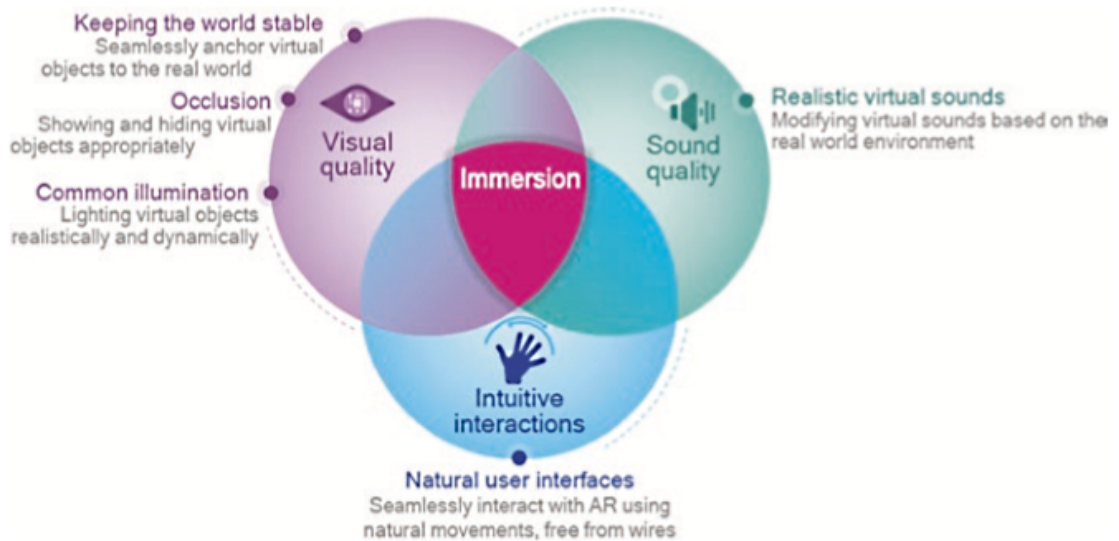 Keeping the world stable
Seamlessly anchor virtual
objects to the real world
Occlusion
Showing and hiding virtual
objects appropriately
Common illumination
Lighting virtual objects
realistically and dynamically
Visual
quality
Immersion
Sound
quality
Realistic virtual sounds
Modifying virtual sounds based on the
real world environment
Intuitive
interactions
Natural user interfaces
Seamlessly interact with AR using
natural movements, free from wires